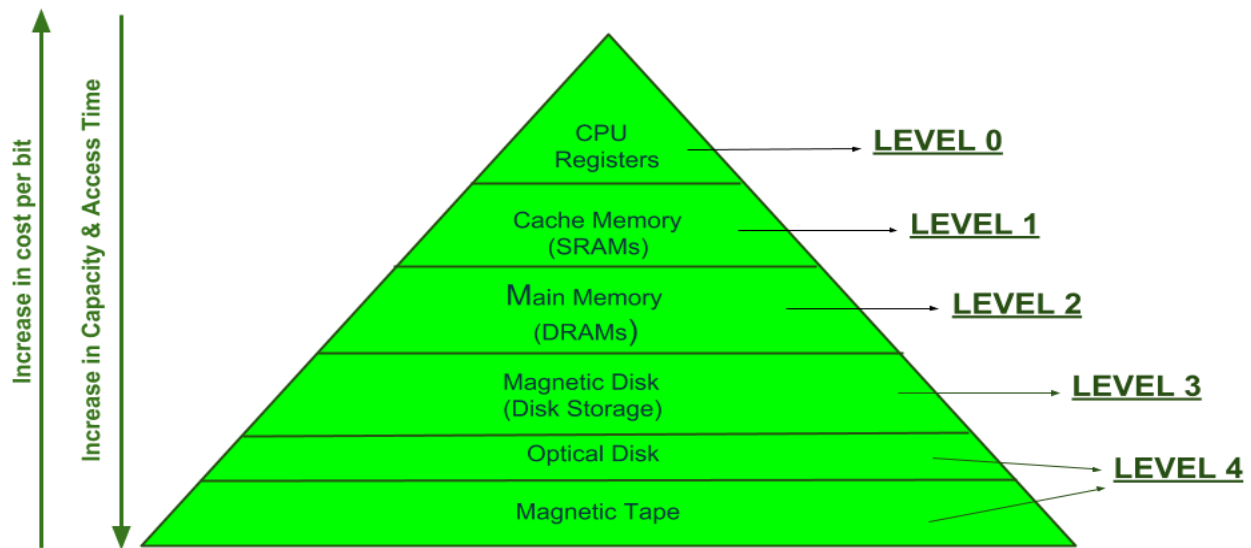 Increase in cost per bit
Increase in Capacity & Access Time
CPU
Registers
LEVEL 0
Cache Memory
(SRAMs)
LEVEL 1
Main Memory
(DRAMs)
LEVEL 2
Magnetic Disk
(Disk Storage)
LEVEL 3
Optical Disk
LEVEL 4
Magnetic Tape